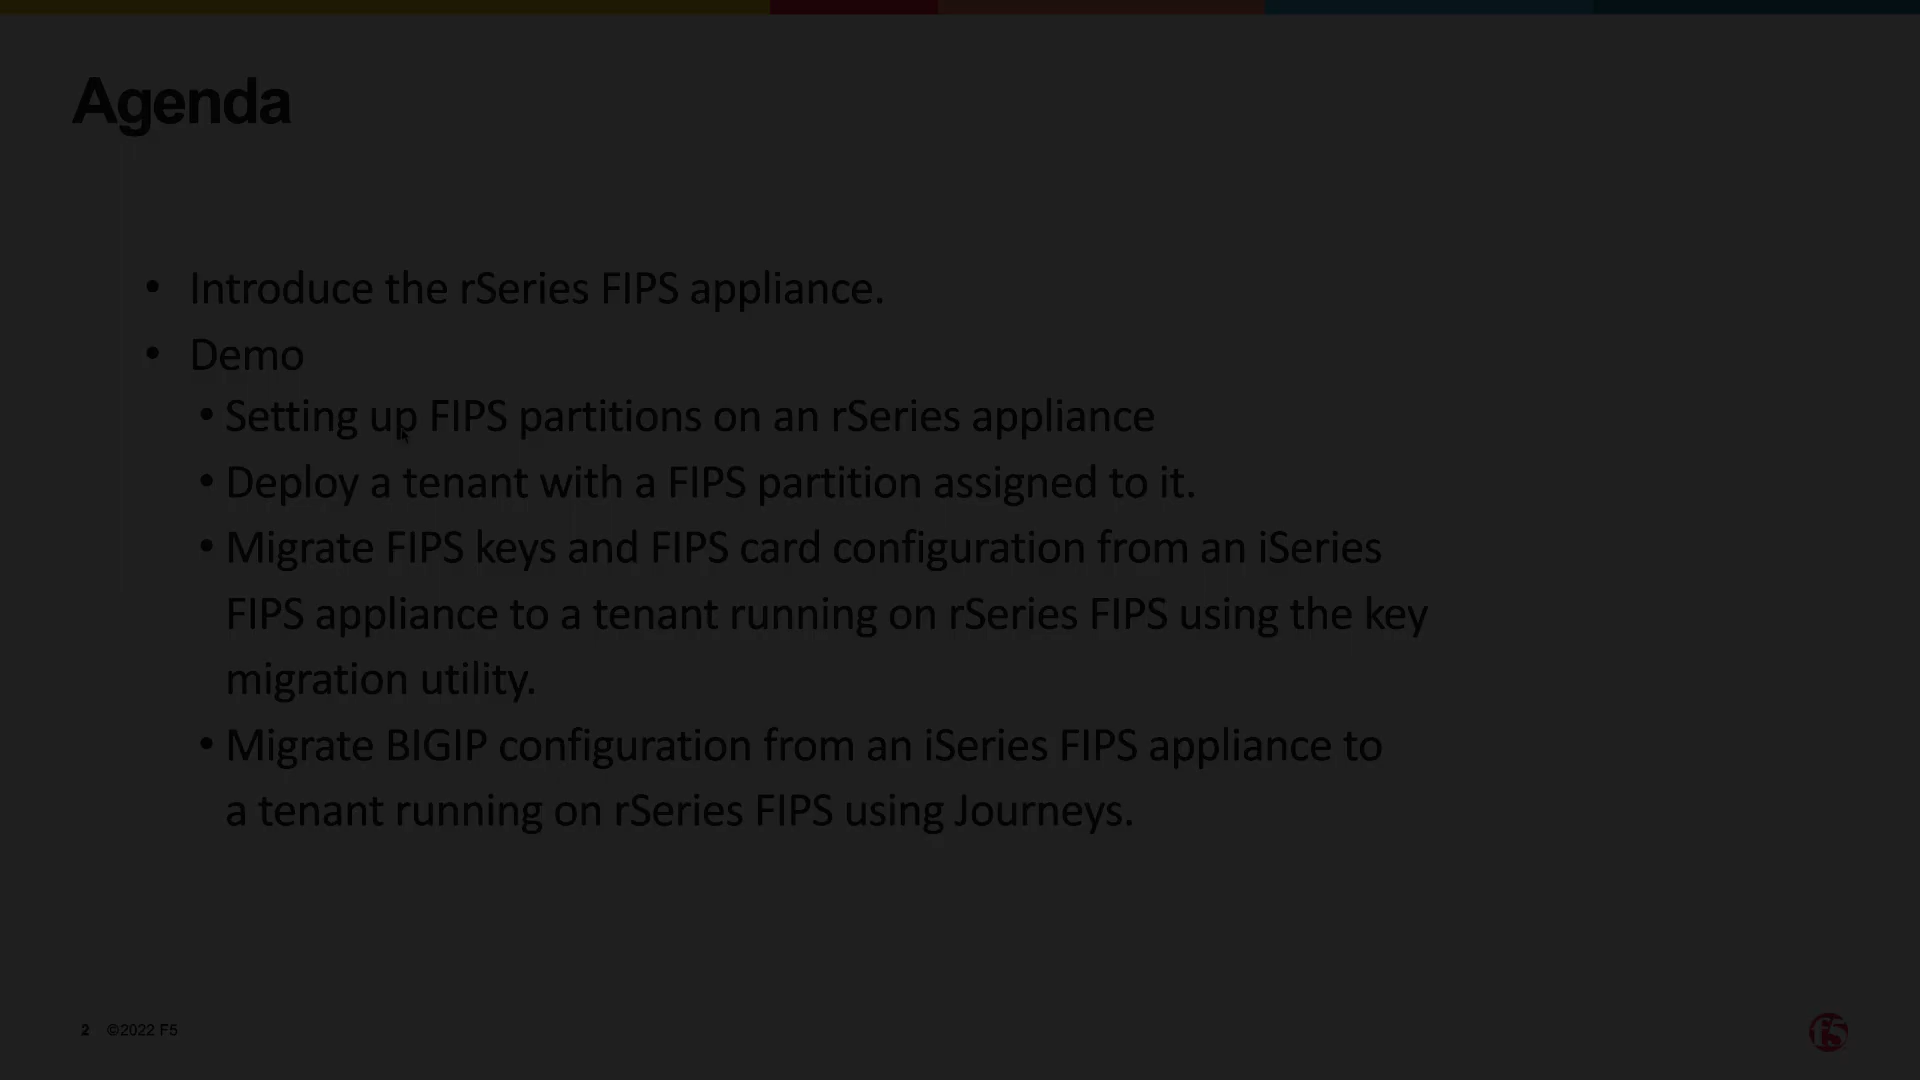 Agenda
• Introduce the rSeries FIPS appliance.
• Demo
• Setting up FIPS partitions on an rSeries appliance
• Deploy a tenant with a FIPS partition assigned to it.
• Migrate FIPS keys and FIPS card configuration from an iSeries
FIPS appliance to a tenant running on rSeries FIPS using the key
migration utility.
• Migrate BIGIP configuration from an iSeries FIPS appliance to
a tenant running on rSeries FIPS using Journeys.
2 ©2022 F5
f5